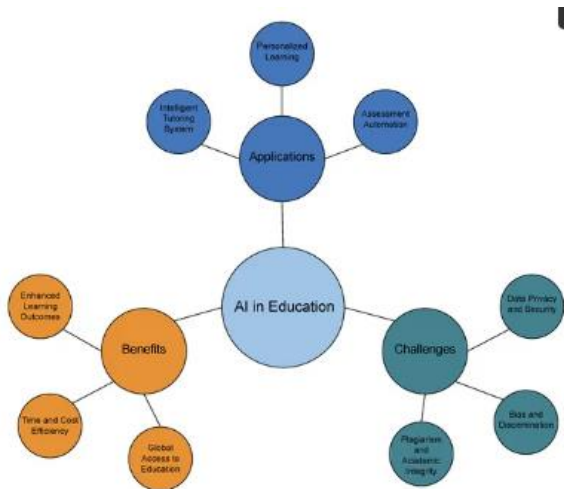 Personalized
Learning
Intelligent
Tutoring
System
Assessment
Automation
Applications
AI in Education
Enhanced
Learning
Outcomes
Benefits
Time and Cost
Efficiency
Global
Access to
Education
Challenges
Data Privacy
and Security
Bias and
Discrimination
Plagiarism
and
Academic
Integrity